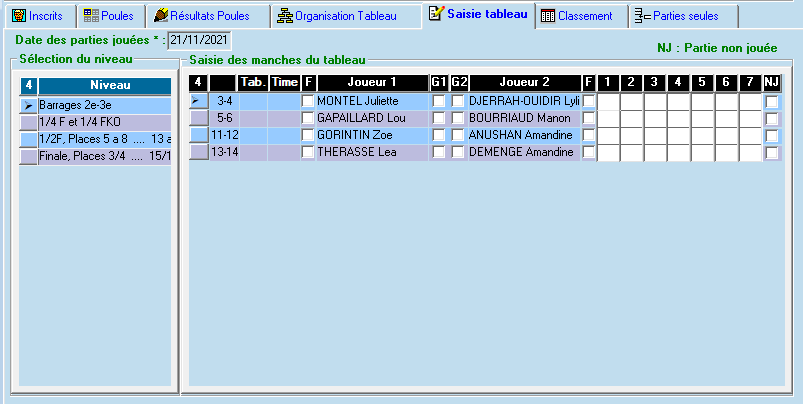 Inscrits Poules Résultats Poules Organisation Tableau Saisie tableau Classement Parties seules
Date des parties jouées * : 21/11/2021 NJ : Partie non jouée
Sélection du niveau
4 Niveau
Barrages 2e-3e
1/4 F et 1/4 FKO
1/2F, Places 5 a 8 .... 13 a
Finale, Places 3/4 .... 15/1
Saisie des manches du tableau
4 Tab. Time F Joueur 1 G1 G2 Joueur 2 F 1 2 3 4 5 6 7 NJ
3-4 MONTEL Juliette DJERRAH-OUIDIR Lyli
5-6 GAPAILLARD Lou BOURRIAUD Manon
11-12 GORINTIN Zoe ANUSHAN Amandine
13-14 THERASSE Lea DEMENGE Amandine